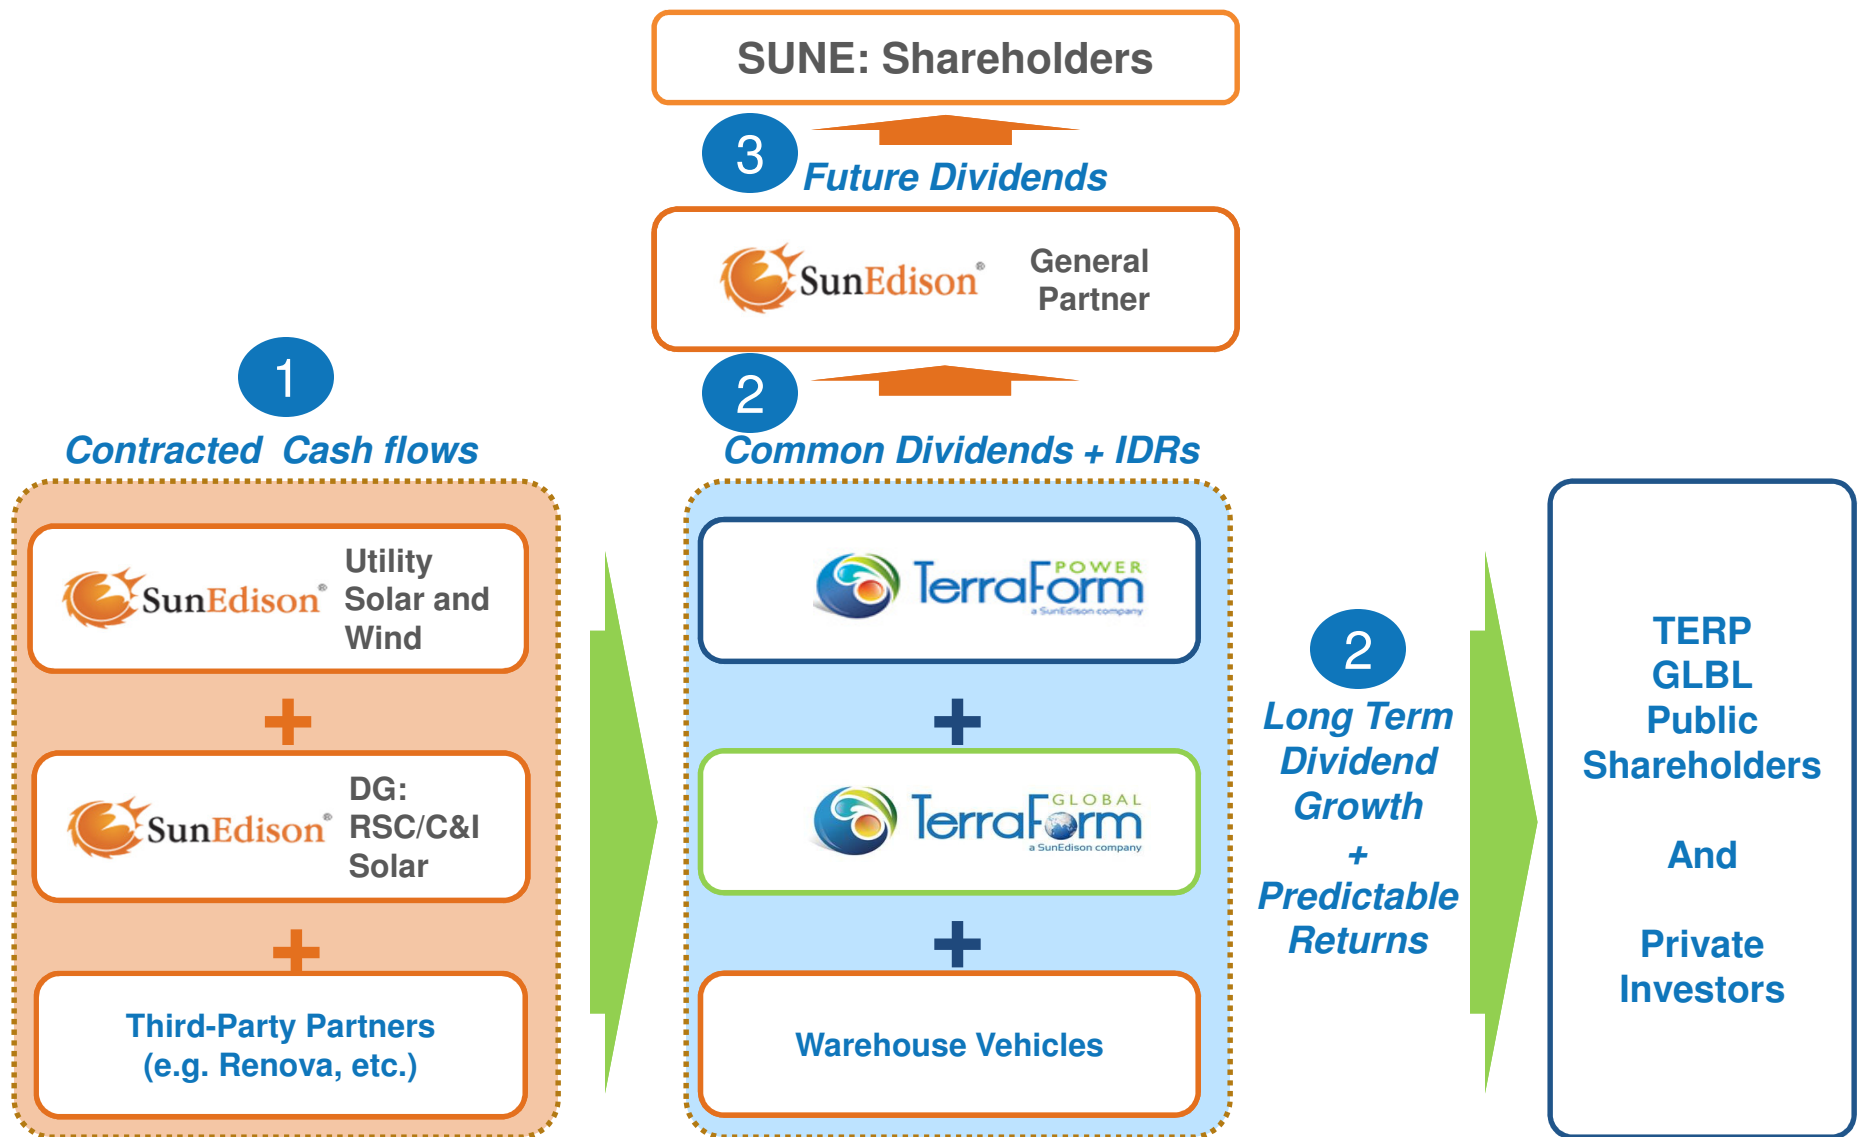 SUNE: Shareholders
3
Future Dividends
SunEdison®
General
Partner
1
Contracted Cash flows
2
Common Dividends + IDRs
SunEdison®
Utility
Solar and
Wind
+
SunEdison®
DG:
RSC/C&I
Solar
+
Third-Party Partners
(e.g. Renova, etc.)
TerraForm
POWER
a SunEdison company
+
TerraForm
GLOBAL
a SunEdison company
+
Warehouse Vehicles
2
Long Term
Dividend
Growth
+
Predictable
Returns
TERP
GLBL
Public
Shareholders
And
Private
Investors